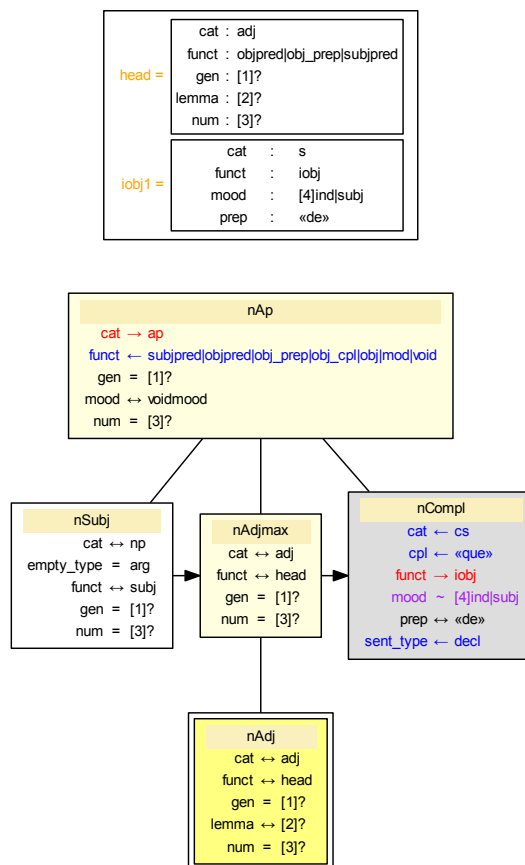 head =
cat : adj
funct : objpred|obj_prep|subjpred
gen : [1]?
lemma : [2]?
num : [3]?
iobj1 =
cat : s
funct : iobj
mood : [4]ind|subj
prep : «de»
nAp
cat → ap
funct ← subjpred|objpred|obj_prep|obj_cpl|obj|mod|void
gen = [1]?
mood ↔ voidmood
num = [3]?
nSubj
cat ↔ np
empty_type = arg
funct ↔ subj
gen = [1]?
num = [3]?
nAdjmax
cat ↔ adj
funct ↔ head
gen = [1]?
num = [3]?
nCompl
cat ← cs
cpl ← «que»
funct → iobj
mood ~ [4]ind|subj
prep ↔ «de»
sent_type ← decl
nAdj
cat ↔ adj
funct ↔ head
gen = [1]?
lemma ↔ [2]?
num = [3]?